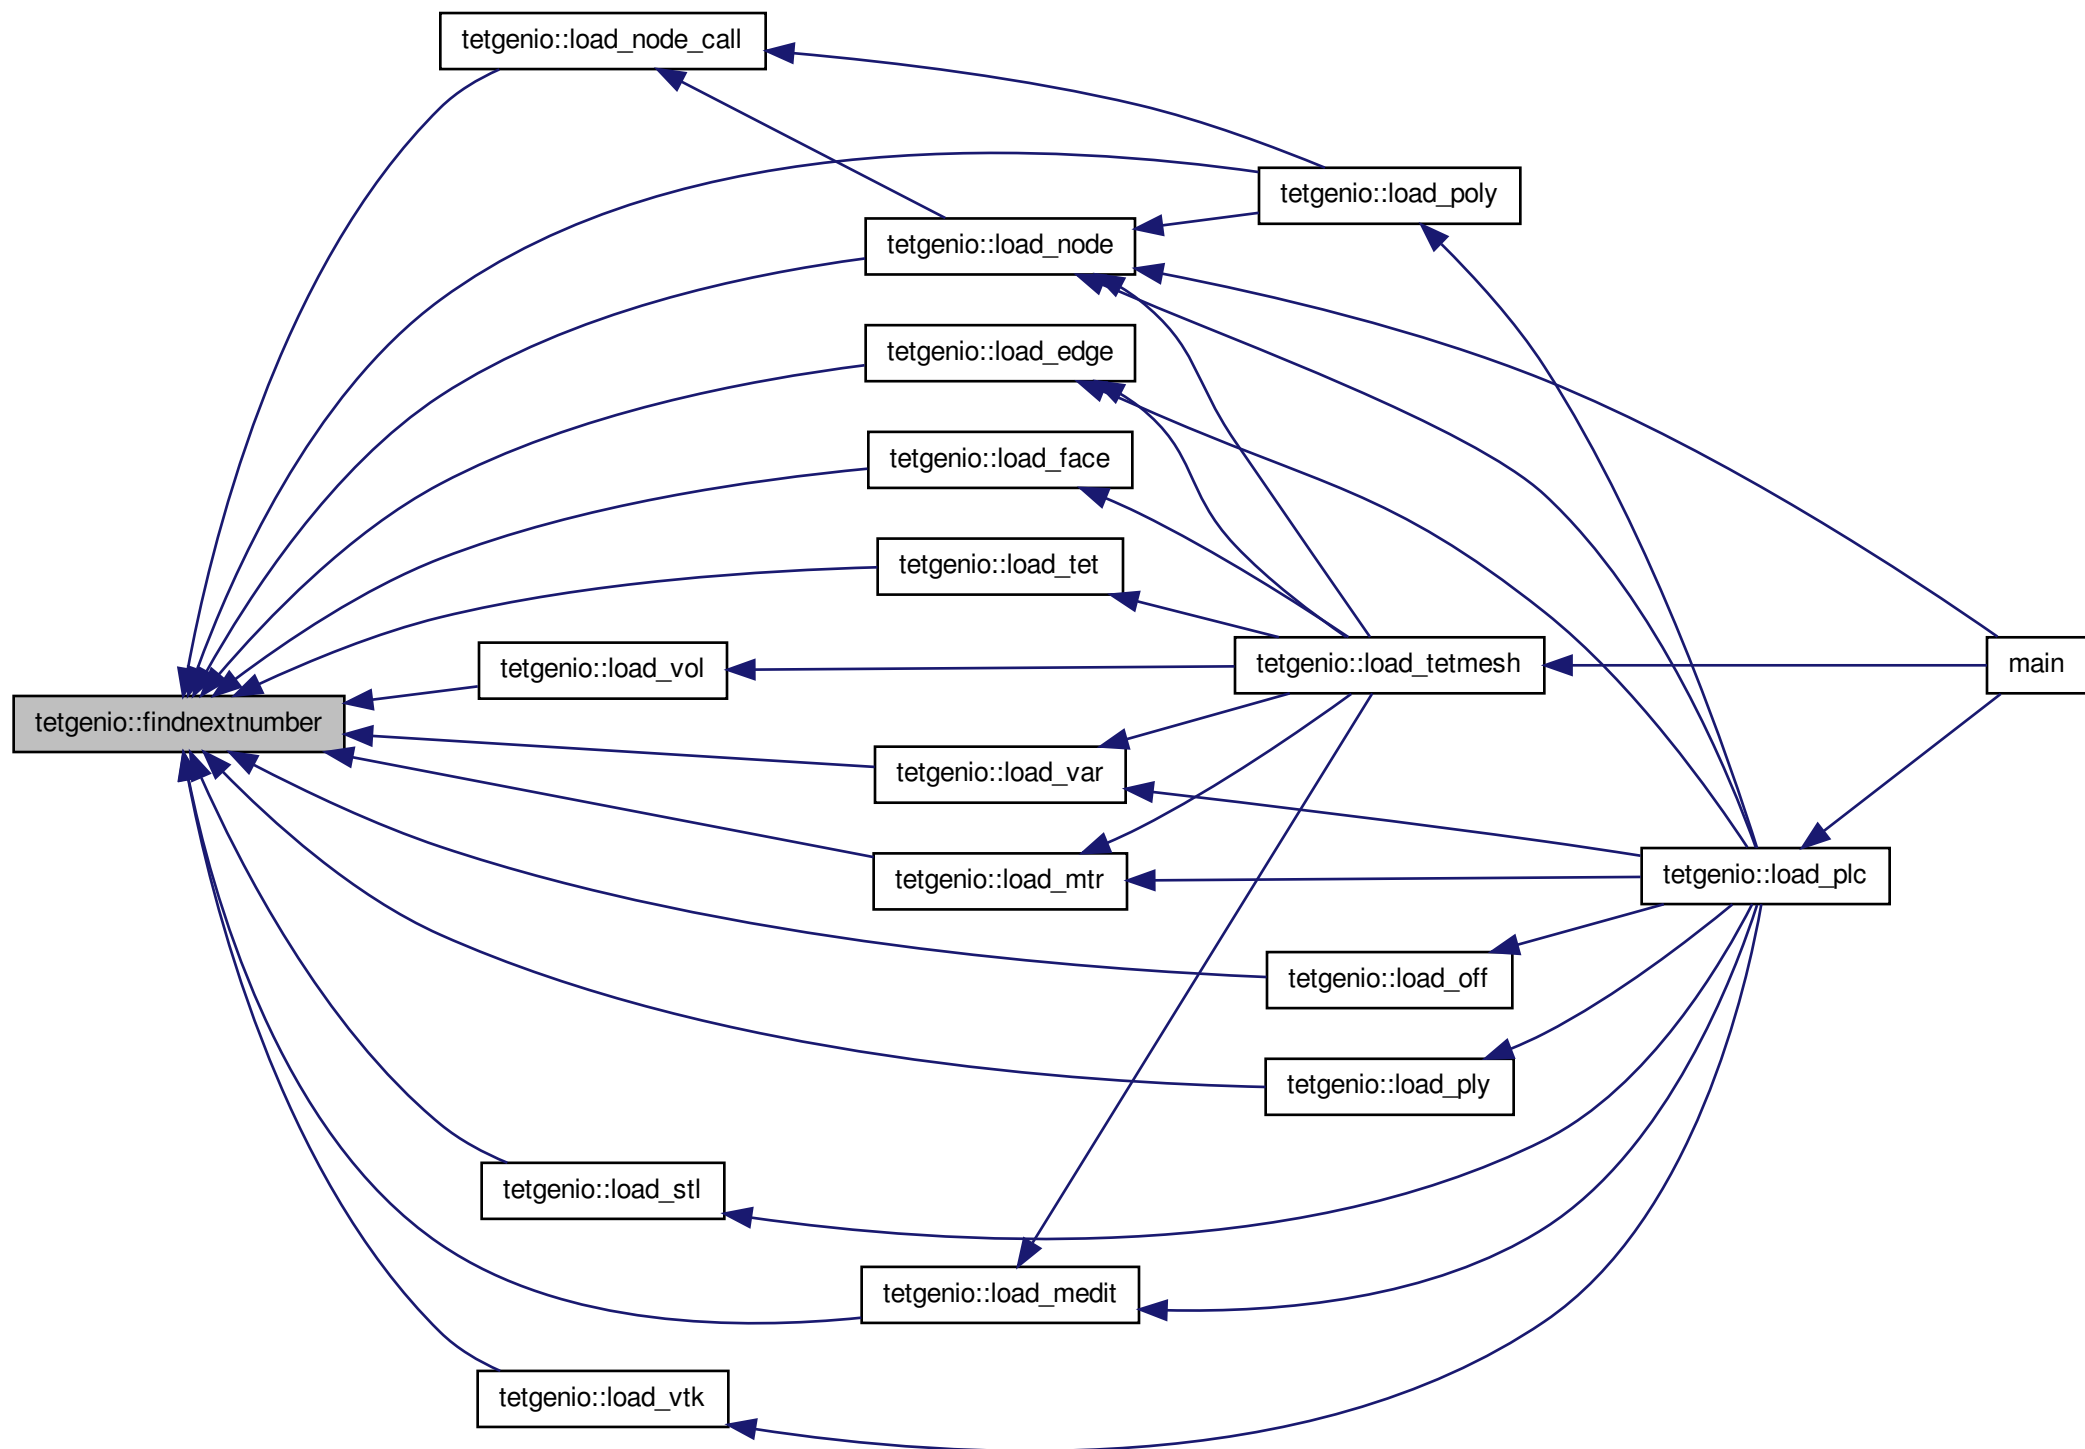 tetgenio::load_node_call
tetgenio::load_poly
tetgenio::load_node
tetgenio::load_edge
tetgenio::load_face
tetgenio::load_tet
tetgenio::load_vol
tetgenio::load_tetmesh
main
tetgenio::findnextnumber
tetgenio::load_var
tetgenio::load_mtr
tetgenio::load_plc
tetgenio::load_off
tetgenio::load_ply
tetgenio::load_stl
tetgenio::load_medit
tetgenio::load_vtk